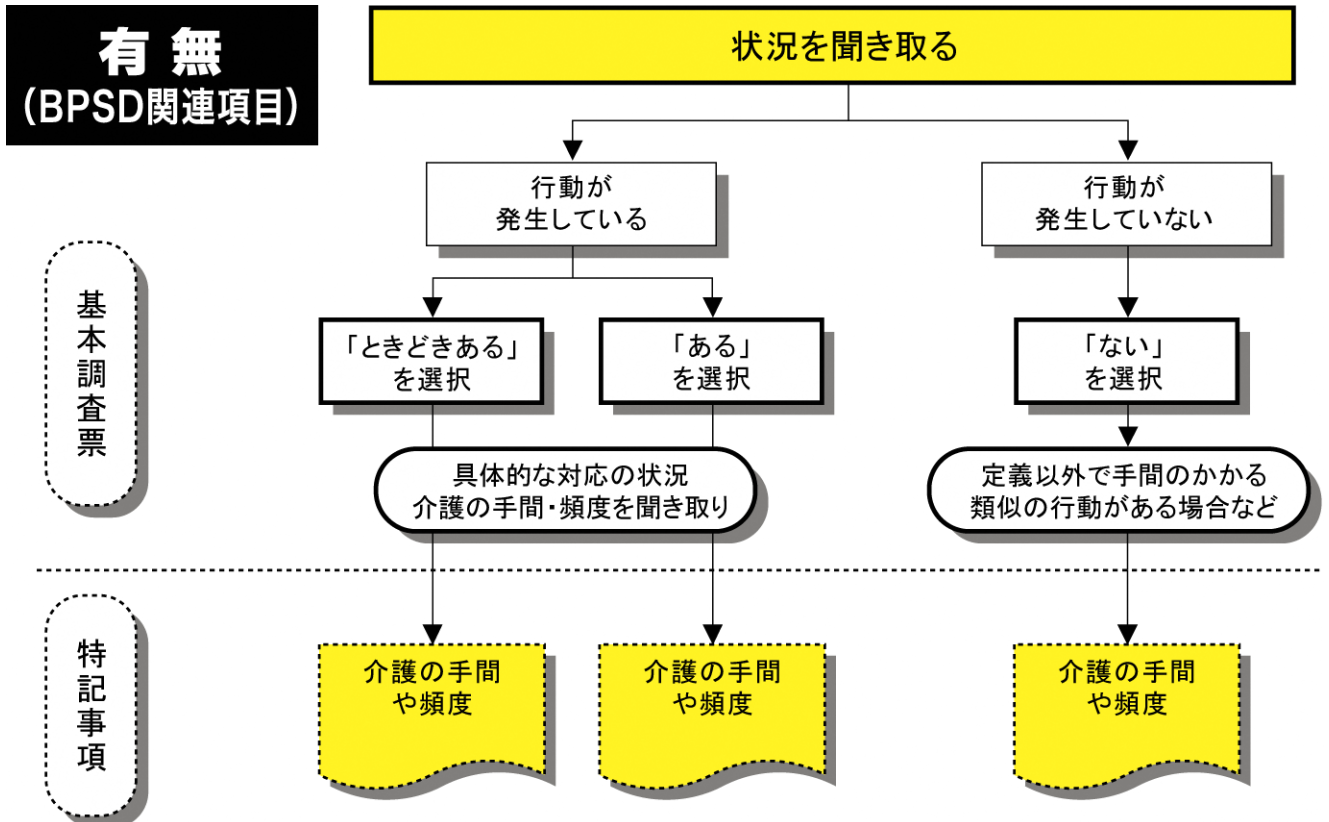 有 無
（BPSD関連項目）
状況を聞き取る
行動が
発生している
行動が
発生していない
基本調査票
「ときどきある」
を選択
「ある」
を選択
「ない」
を選択
具体的な対応の状況
介護の手間・頻度を聞き取り
定義以外で手間のかかる
類似の行動がある場合など
特記事項
介護の手間
や頻度
介護の手間
や頻度
介護の手間
や頻度